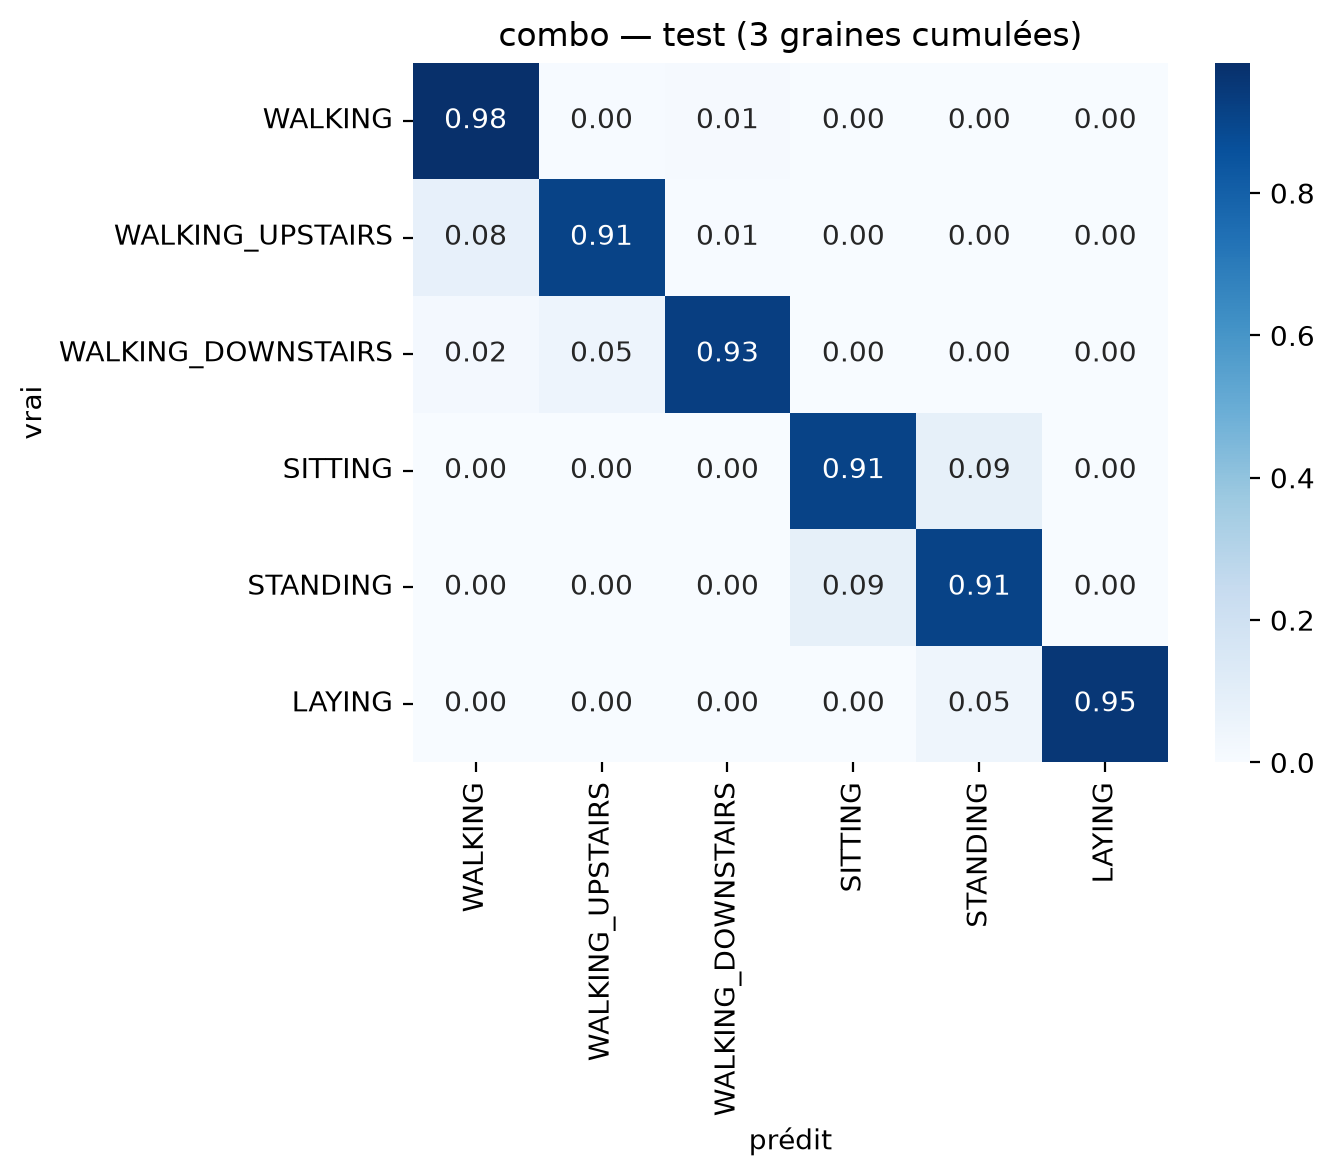 combo — test (3 graines cumulées)
WALKING 0.98 0.00 0.01 0.00 0.00 0.00
WALKING_UPSTAIRS 0.08 0.91 0.01 0.00 0.00 0.00
WALKING_DOWNSTAIRS 0.02 0.05 0.93 0.00 0.00 0.00
SITTING 0.00 0.00 0.00 0.91 0.09 0.00
STANDING 0.00 0.00 0.00 0.09 0.91 0.00
LAYING 0.00 0.00 0.00 0.00 0.05 0.95
vrai
WALKING
WALKING_UPSTAIRS
WALKING_DOWNSTAIRS
SITTING
STANDING
LAYING
prédit
0.8
0.6
0.4
0.2
0.0